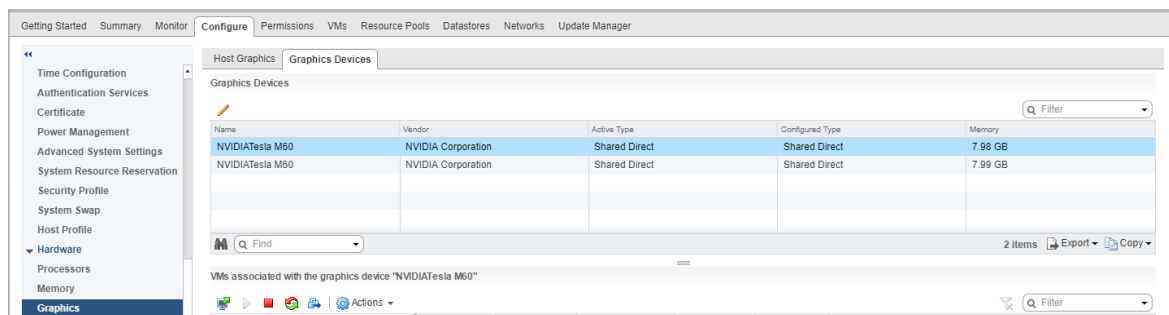 Getting Started Summary Monitor Configure Permissions VMs Resource Pools Datastores Networks Update Manager
Time Configuration
Authentication Services
Certificate
Power Management
Advanced System Settings
System Resource Reservation
Security Profile
System Swap
Host Profile
Hardware
Processors
Memory
Graphics
Host Graphics Graphics Devices
Graphics Devices
Filter
Name Vendor Active Type Configured Type Memory
NVIDIATesla M60 NVIDIA Corporation Shared Direct Shared Direct 7.98 GB
NVIDIATesla M60 NVIDIA Corporation Shared Direct Shared Direct 7.99 GB
Find 2 items Export Copy
VMs associated with the graphics device "NVIDIATesla M60"
Actions Filter